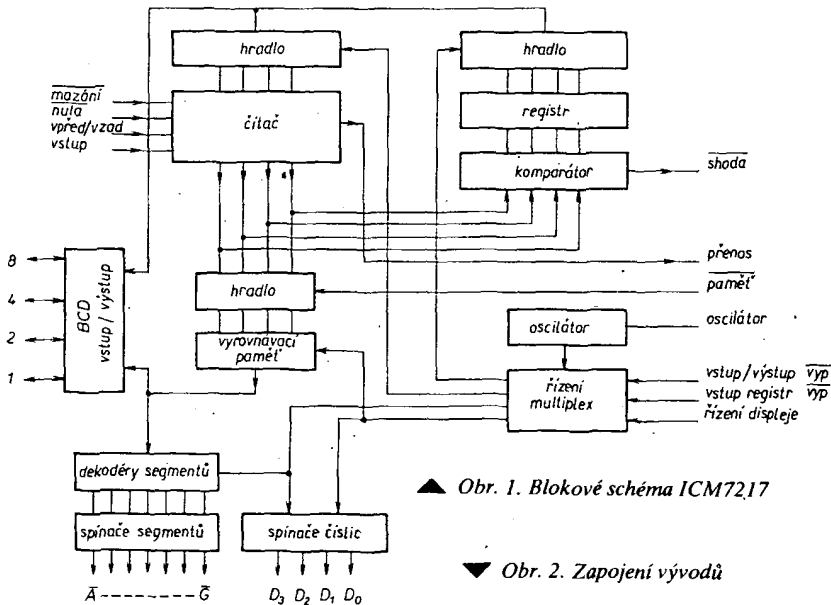 hradlo
hradlo
mazání
nula
vpřed/vzad
vstup
čítač
registr
komparátor
shoda
přenos
paměť
hradlo
oscilátor
oscilátor
vyrovnávací
paměť
8
4
2
1
BCD
vstup / výstup
řízení
multiplex
vstup/výstup vyp
vstup registr vyp
řízení displeje
dekodéry segmentů
spínače segmentů
spínače číslic
A --------- G
D3 D2 D1 D0
▲ Obr. 1. Blokové schéma ICM7217
▼ Obr. 2. Zapojení vývodů